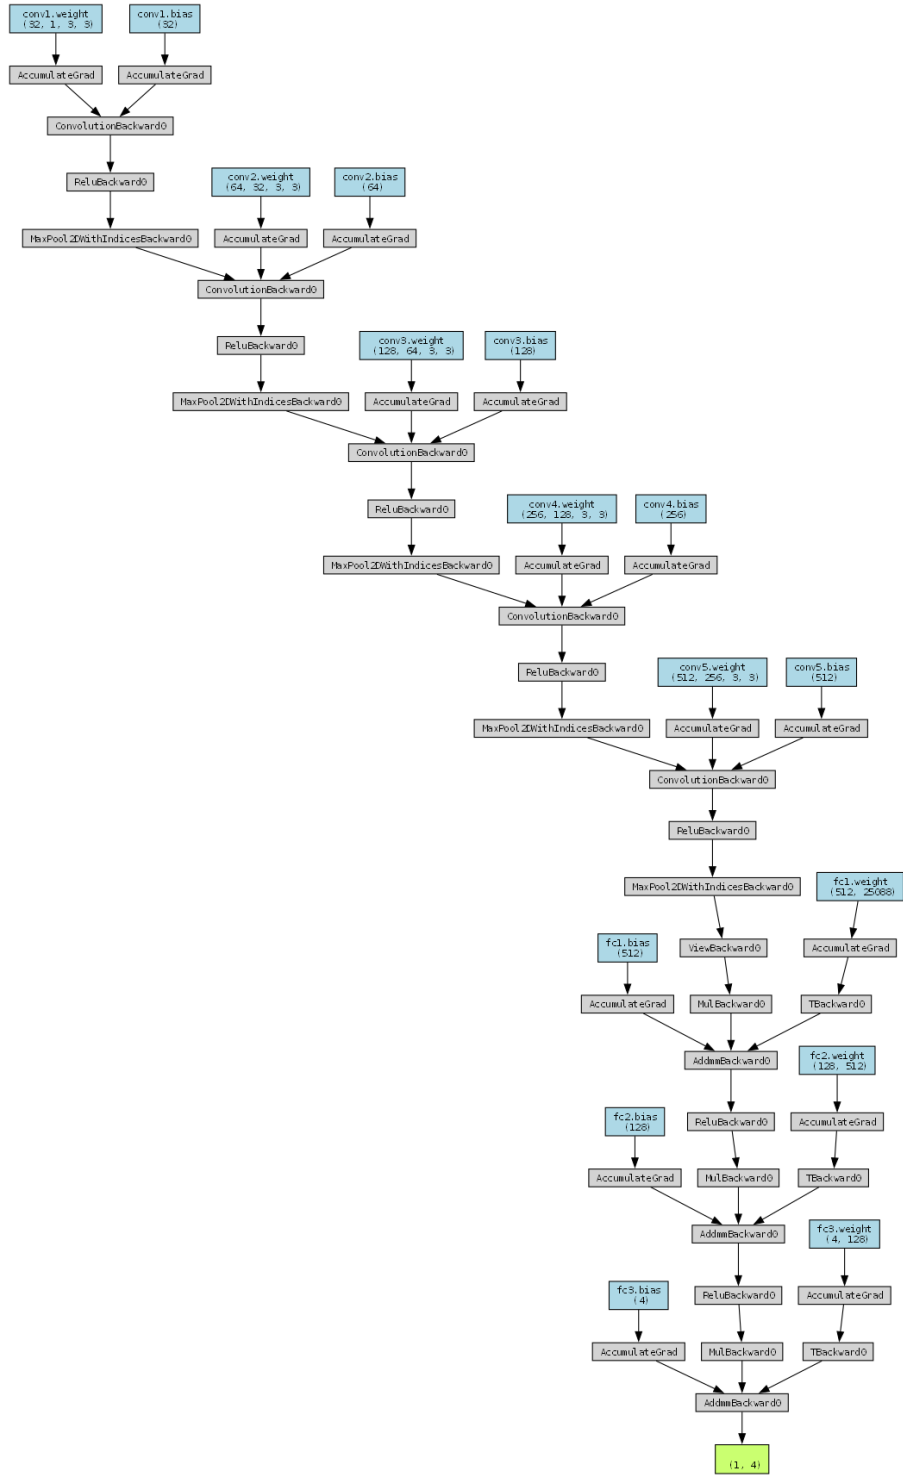 conv1.weight
(32, 1, 3, 3)
conv1.bias
(32)
AccumulateGrad
AccumulateGrad
ConvolutionBackward0
ReluBackward0
conv2.weight
(64, 32, 3, 3)
conv2.bias
(64)
MaxPool2DWithIndicesBackward0
AccumulateGrad
AccumulateGrad
ConvolutionBackward0
ReluBackward0
conv3.weight
(128, 64, 3, 3)
conv3.bias
(128)
MaxPool2DWithIndicesBackward0
AccumulateGrad
AccumulateGrad
ConvolutionBackward0
ReluBackward0
conv4.weight
(256, 128, 3, 3)
conv4.bias
(256)
MaxPool2DWithIndicesBackward0
AccumulateGrad
AccumulateGrad
ConvolutionBackward0
ReluBackward0
conv5.weight
(512, 256, 3, 3)
conv5.bias
(512)
MaxPool2DWithIndicesBackward0
AccumulateGrad
AccumulateGrad
ConvolutionBackward0
ReluBackward0
MaxPool2DWithIndicesBackward0
fc1.weight
(512, 25088)
fc1.bias
(512)
ViewBackward0
AccumulateGrad
AccumulateGrad
MulBackward0
TBackward0
AddmmBackward0
fc2.weight
(128, 512)
fc2.bias
(128)
ReluBackward0
AccumulateGrad
AccumulateGrad
MulBackward0
TBackward0
AddmmBackward0
fc3.weight
(4, 128)
fc3.bias
(4)
ReluBackward0
AccumulateGrad
AccumulateGrad
MulBackward0
TBackward0
AddmmBackward0
(1, 4)